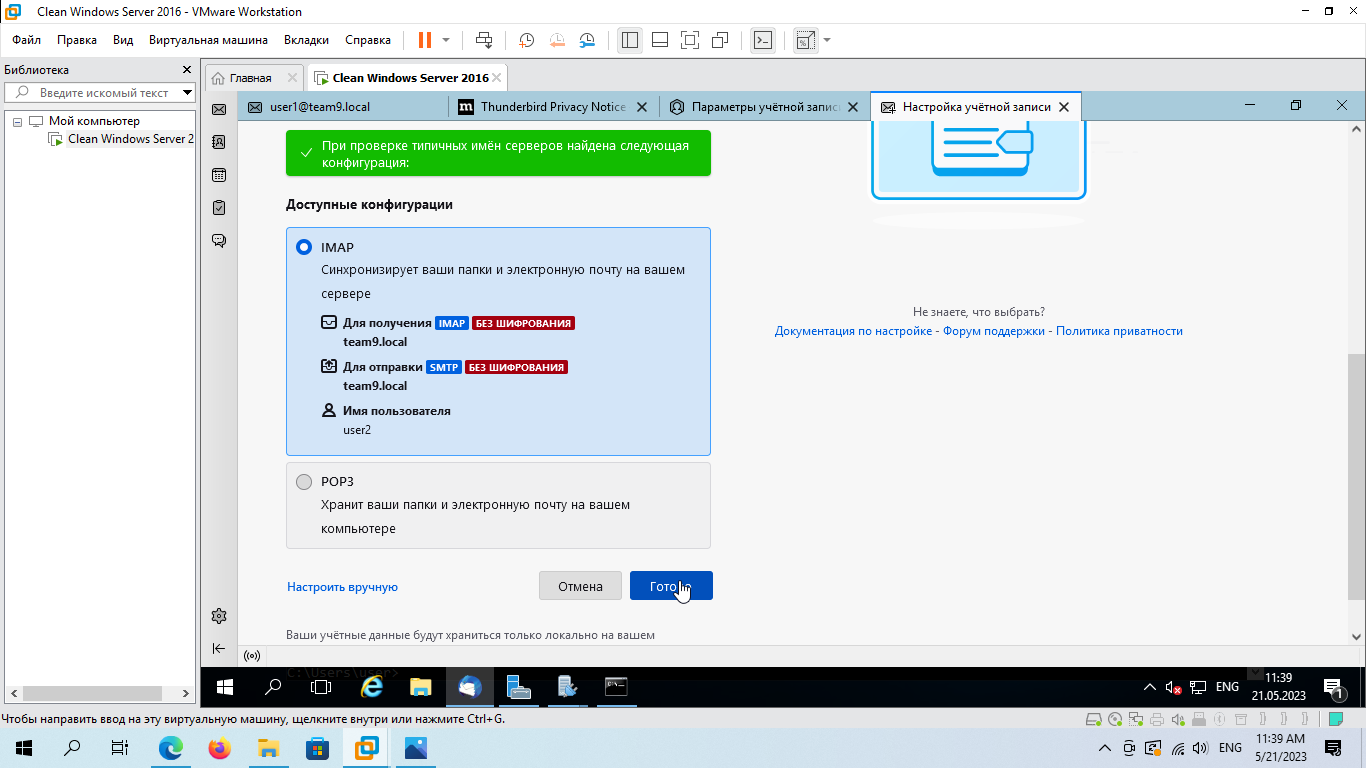 Clean Windows Server 2016 - VMware Workstation
Файл Правка Вид Виртуальная машина Вкладки Справка
Библиотека
Введите искомый текст
Мой компьютер
Clean Windows Server 2
Главная
Clean Windows Server 2016
user1@team9.local
Thunderbird Privacy Notice
Параметры учётной запис
Настройка учётной записи
При проверке типичных имён серверов найдена следующая
конфигурация:
Доступные конфигурации
IMAP
Синхронизирует ваши папки и электронную почту на вашем
сервере
Для получения IMAP БЕЗ ШИФРОВАНИЯ
team9.local
Для отправки SMTP БЕЗ ШИФРОВАНИЯ
team9.local
Имя пользователя
user2
POP3
Хранит ваши папки и электронную почту на вашем
компьютере
Настроить вручную
Отмена
Готово
Ваши учётные данные будут храниться только локально на вашем
Не знаете, что выбрать?
Документация по настройке - Форум поддержки - Политика приватности
C:\Users\user>
ENG
11:39
21.05.2023
1
Чтобы направить ввод на эту виртуальную машину, щелкните внутри или нажмите Ctrl+G.
ENG
11:39 AM
5/21/2023